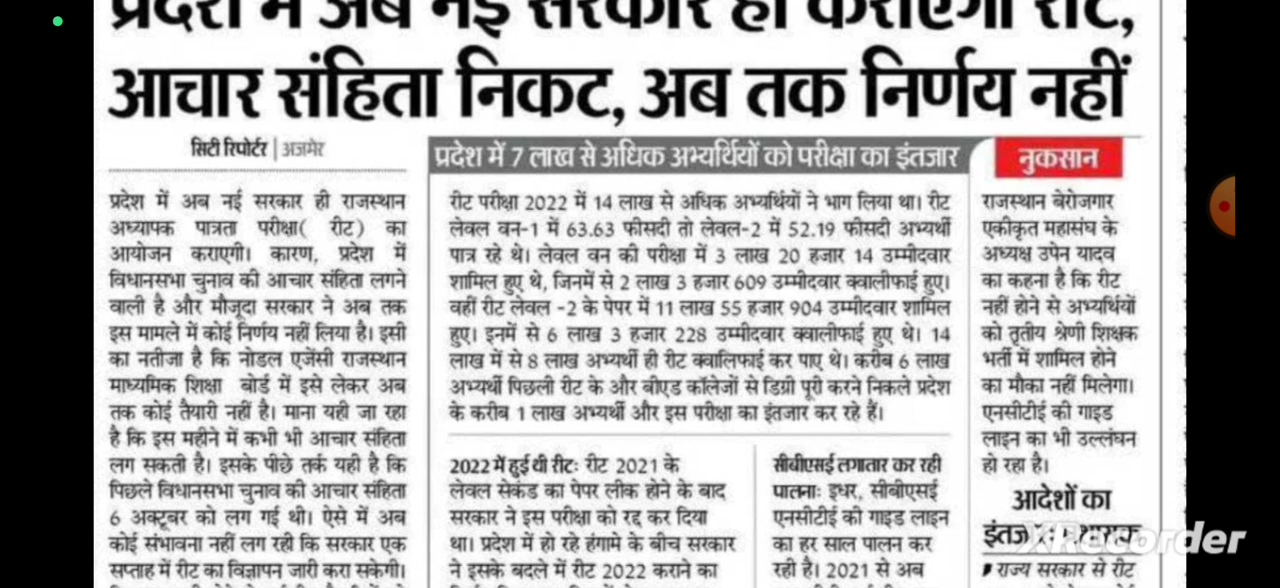 प्रदेश में अब नई सरकार ही कराएगी रीट,
आचार संहिता निकट, अब तक निर्णय नहीं
सिटी रिपोर्टर | अजमेर
प्रदेश में अब नई सरकार ही राजस्थान
अध्यापक पात्रता परीक्षा( रीट) का
आयोजन कराएगी। कारण, प्रदेश में
विधानसभा चुनाव की आचार संहिता लगने
वाली है और मौजूदा सरकार ने अब तक
इस मामले में कोई निर्णय नहीं लिया है। इसी
का नतीजा है कि नोडल एजेंसी राजस्थान
माध्यमिक शिक्षा बोर्ड में इसे लेकर अब
तक कोई तैयारी नहीं है। माना यही जा रहा
है कि इस महीने में कभी भी आचार संहिता
लग सकती है। इसके पीछे तर्क यही है कि
पिछले विधानसभा चुनाव की आचार संहिता
6 अक्टूबर को लग गई थी। ऐसे में अब
कोई संभावना नहीं लग रही कि सरकार एक
सप्ताह में रीट का विज्ञापन जारी करा सकेगी।
प्रदेश में 7 लाख से अधिक अभ्यर्थियों को परीक्षा का इंतजार
रीट परीक्षा 2022 में 14 लाख से अधिक अभ्यर्थियों ने भाग लिया था। रीट
लेवल वन-1 में 63.63 फीसदी तो लेवल-2 में 52.19 फीसदी अभ्यर्थी
पात्र रहे थे। लेवल वन की परीक्षा में 3 लाख 20 हजार 14 उम्मीदवार
शामिल हुए थे, जिनमें से 2 लाख 3 हजार 609 उम्मीदवार क्वालीफाई हुए।
वहीं रीट लेवल -2 के पेपर में 11 लाख 55 हजार 904 उम्मीदवार शामिल
हुए। इनमें से 6 लाख 3 हजार 228 उम्मीदवार क्वालीफाई हुए थे। 14
लाख में से 8 लाख अभ्यर्थी ही रीट क्वालिफाई कर पाए थे। करीब 6 लाख
अभ्यर्थी पिछली रीट के और बीएड कॉलेजों से डिग्री पूरी करने निकले प्रदेश
के करीब 1 लाख अभ्यर्थी और इस परीक्षा का इंतजार कर रहे हैं।
2022 में हुई थी रीटः रीट 2021 के
लेवल सेकंड का पेपर लीक होने के बाद
सरकार ने इस परीक्षा को रद्द कर दिया
था। प्रदेश में हो रहे हंगामे के बीच सरकार
ने इसके बदले में रीट 2022 कराने का
सीबीएसई लगातार कर रही
पालनाः इधर, सीबीएसई
एनसीटीई की गाइड लाइन
का हर साल पालन कर
रही है। 2021 से अब
नुकसान
राजस्थान बेरोजगार
एकीकृत महासंघ के
अध्यक्ष उपेन यादव
का कहना है कि रीट
नहीं होने से अभ्यर्थियों
को तृतीय श्रेणी शिक्षक
भर्ती में शामिल होने
का मौका नहीं मिलेगा।
एनसीटीई की गाइड
लाइन का भी उल्लंघन
हो रहा है।
आदेशों का
राज्य सरकार से रीट
XRecorder